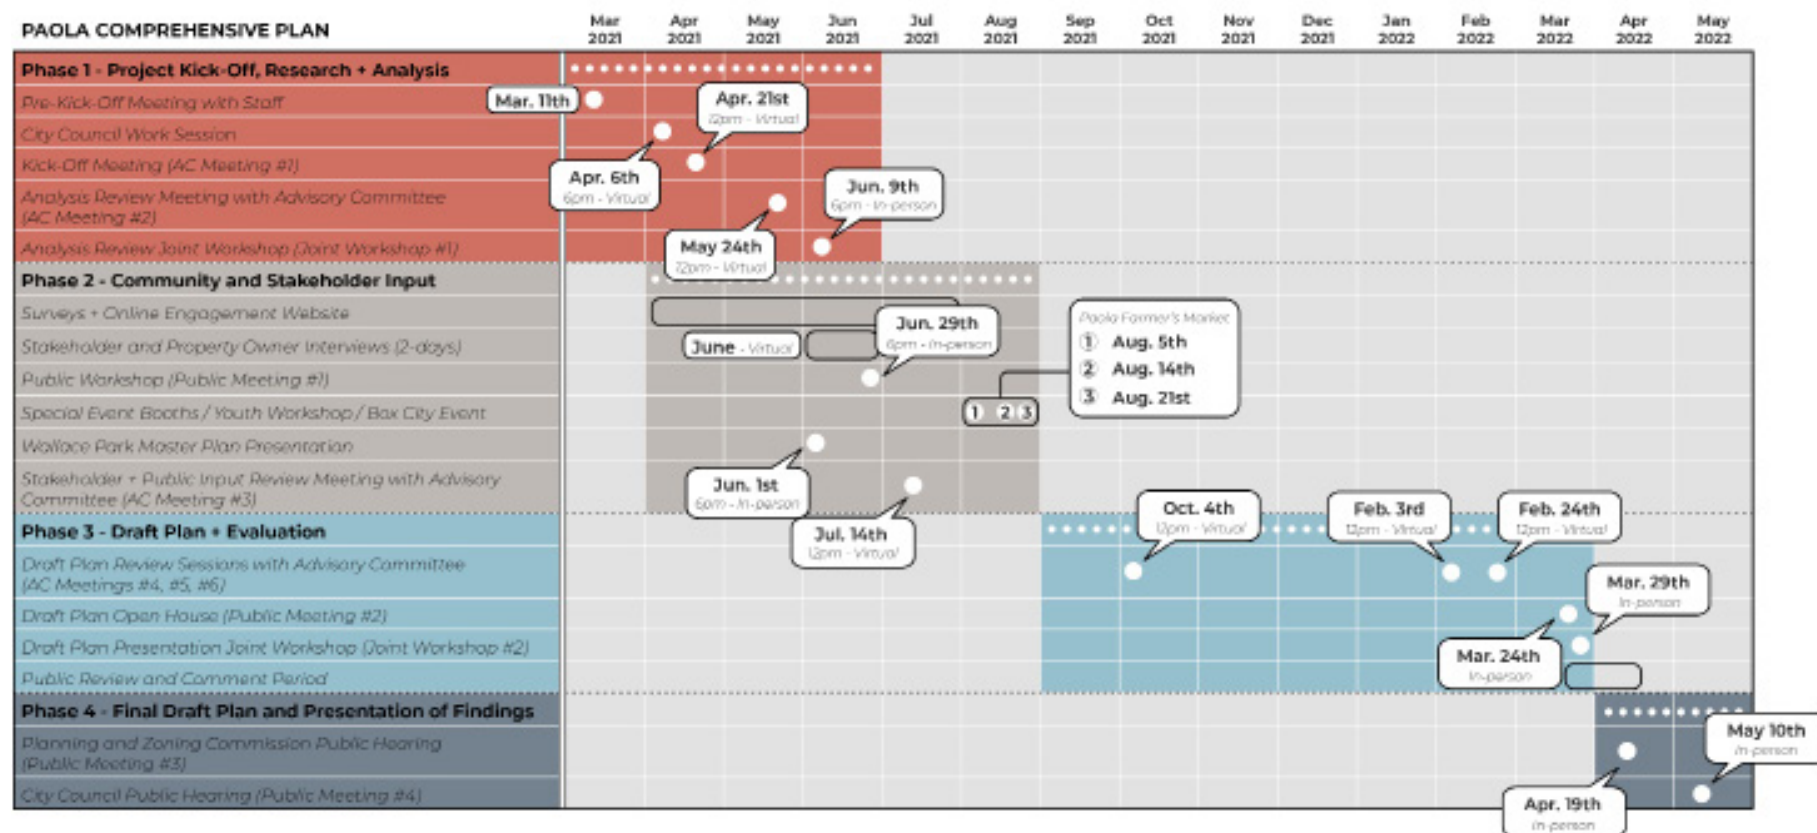 PAOLA COMPREHENSIVE PLAN
Mar 2021
Apr 2021
May 2021
Jun 2021
Jul 2021
Aug 2021
Sep 2021
Oct 2021
Nov 2021
Dec 2021
Jan 2022
Feb 2022
Mar 2022
Apr 2022
May 2022
Phase 1 - Project Kick-Off, Research + Analysis
Pre-Kick-Off Meeting with Staff
Mar. 11th
City Council Work Session
Apr. 6th
6pm - Virtual
Kick-Off Meeting (AC Meeting #1)
Apr. 21st
12pm - Virtual
Analysis Review Meeting with Advisory Committee
(AC Meeting #2)
May 24th
12pm - Virtual
Analysis Review Joint Workshop (Joint Workshop #1)
Jun. 9th
6pm - In-person
Phase 2 - Community and Stakeholder Input
Surveys + Online Engagement Website
Stakeholder and Property Owner Interviews (2-days)
June - Virtual
Public Workshop (Public Meeting #1)
Jun. 29th
6pm - In-person
Special Event Booths / Youth Workshop / Box City Event
1 2 3
Paola Farmer's Market
1 Aug. 5th
2 Aug. 14th
3 Aug. 21st
Wallace Park Master Plan Presentation
Jun. 1st
6pm - In-person
Stakeholder + Public Input Review Meeting with Advisory
Committee (AC Meeting #3)
Jul. 14th
12pm - Virtual
Phase 3 - Draft Plan + Evaluation
Draft Plan Review Sessions with Advisory Committee
(AC Meetings #4, #5, #6)
Oct. 4th
12pm - Virtual
Feb. 3rd
12pm - Virtual
Feb. 24th
12pm - Virtual
Draft Plan Open House (Public Meeting #2)
Mar. 24th
In-person
Draft Plan Presentation Joint Workshop (Joint Workshop #2)
Mar. 29th
In-person
Public Review and Comment Period
Phase 4 - Final Draft Plan and Presentation of Findings
Planning and Zoning Commission Public Hearing
(Public Meeting #3)
Apr. 19th
In-person
City Council Public Hearing (Public Meeting #4)
May 10th
In-person